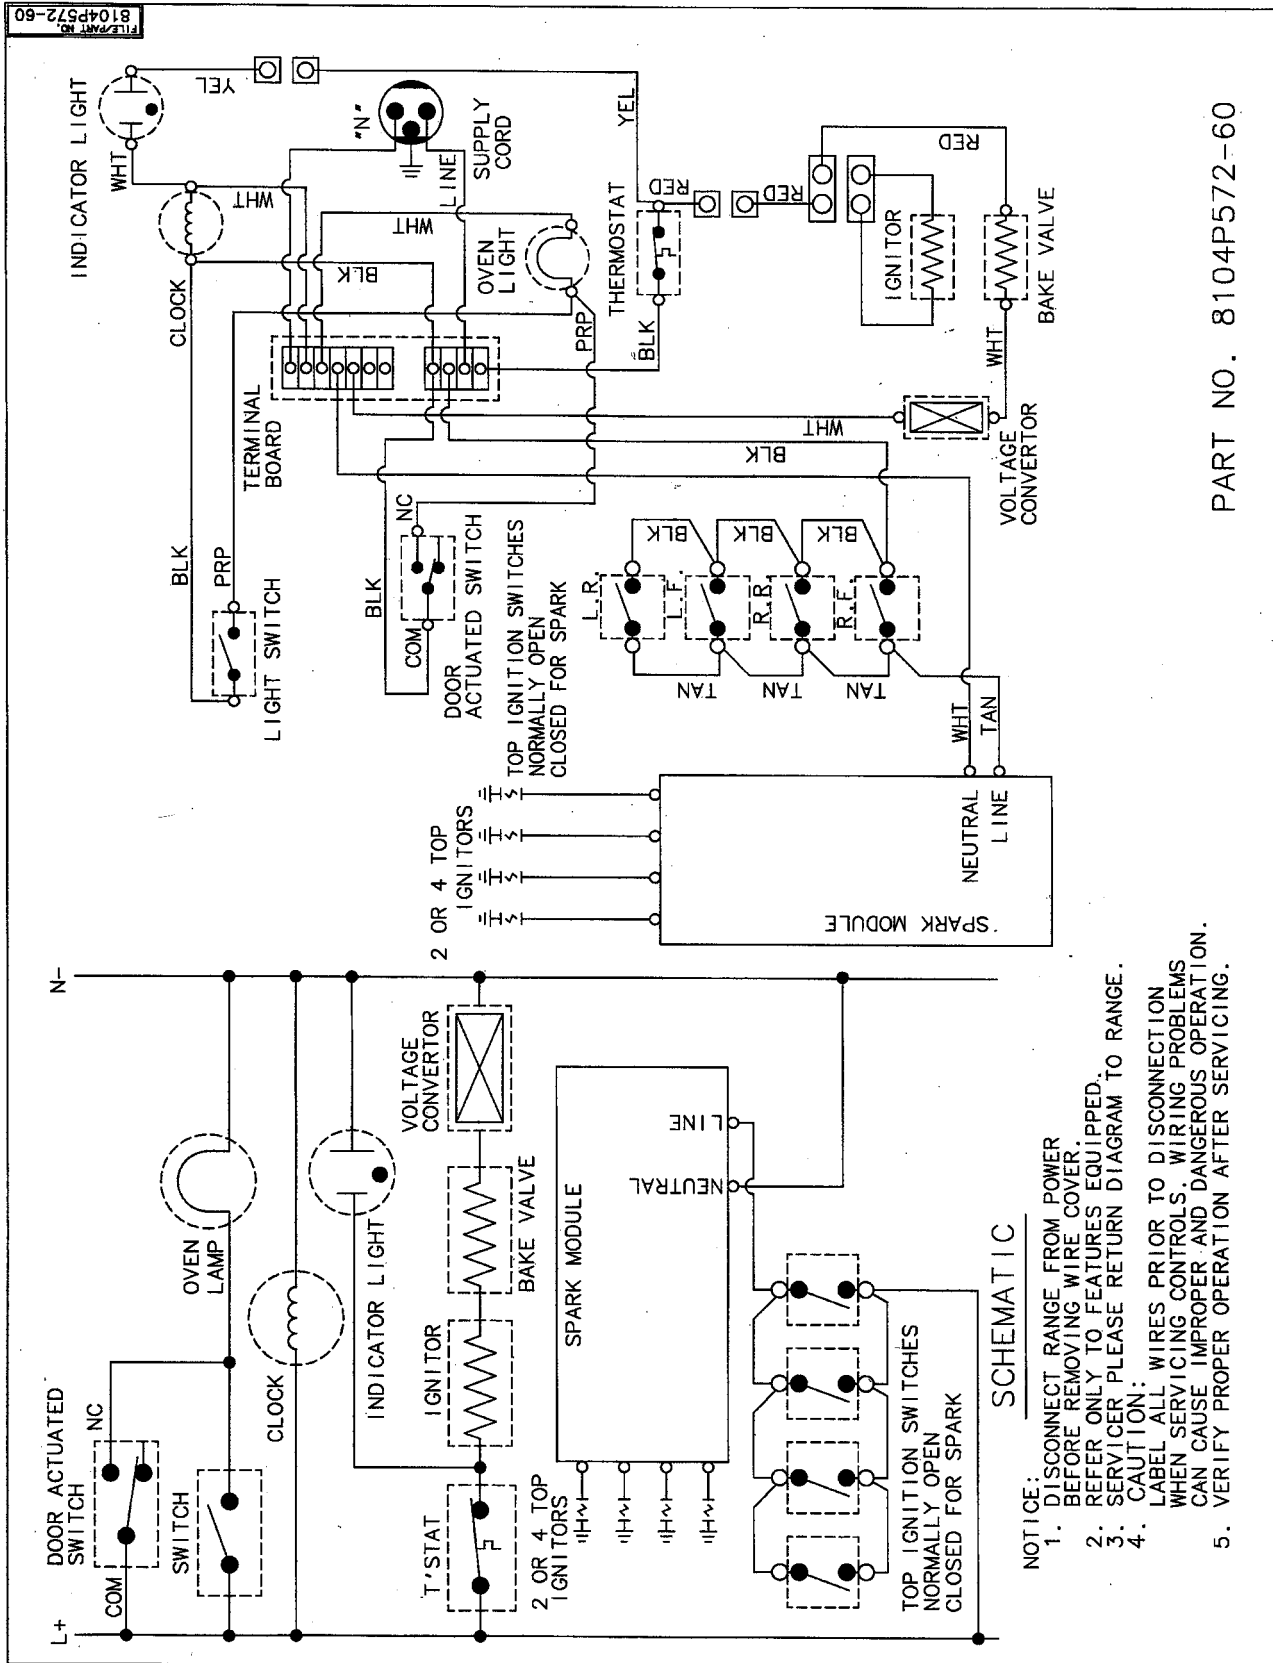 FILE/PART NO.
8104P572-60
L+
N-
DOOR ACTUATED
SWITCH
NC
COM
SWITCH
OVEN
LAMP
CLOCK
INDICATOR LIGHT
T'STAT
IGNITOR
BAKE VALVE
VOLTAGE
CONVERTOR
2 OR 4 TOP
IGNITORS
SPARK MODULE
NEUTRAL
LINE
TOP IGNITION SWITCHES
NORMALLY OPEN
CLOSED FOR SPARK
SCHEMATIC
NOTICE:
1. DISCONNECT RANGE FROM POWER
BEFORE REMOVING WIRE COVER.
2. REFER ONLY TO FEATURES EQUIPPED.
3. SERVICER PLEASE RETURN DIAGRAM TO RANGE.
4. CAUTION:
LABEL ALL WIRES PRIOR TO DISCONNECTION
WHEN SERVICING CONTROLS. WIRING PROBLEMS
CAN CAUSE IMPROPER AND DANGEROUS OPERATION.
5. VERIFY PROPER OPERATION AFTER SERVICING.
INDICATOR LIGHT
YEL
WHT
CLOCK
WHT
BLK
"N"
LINE
SUPPLY
CORD
WHT
BLK
PRP
LIGHT SWITCH
TERMINAL
BOARD
OVEN
LIGHT
PRP
THERMOSTAT
BLK
YEL
RED
RED
RED
IGNITOR
BAKE VALVE
WHT
VOLTAGE
CONVERTOR
WHT
BLK
BLK
NC
COM
DOOR
ACTUATED SWITCH
TOP IGNITION SWITCHES
NORMALLY OPEN
CLOSED FOR SPARK
L.R.
L.F.
R.R.
R.F.
BLK
BLK
BLK
TAN
TAN
TAN
WHT
TAN
2 OR 4 TOP
IGNITORS
SPARK MODULE
NEUTRAL
LINE
PART NO. 8104P572-60